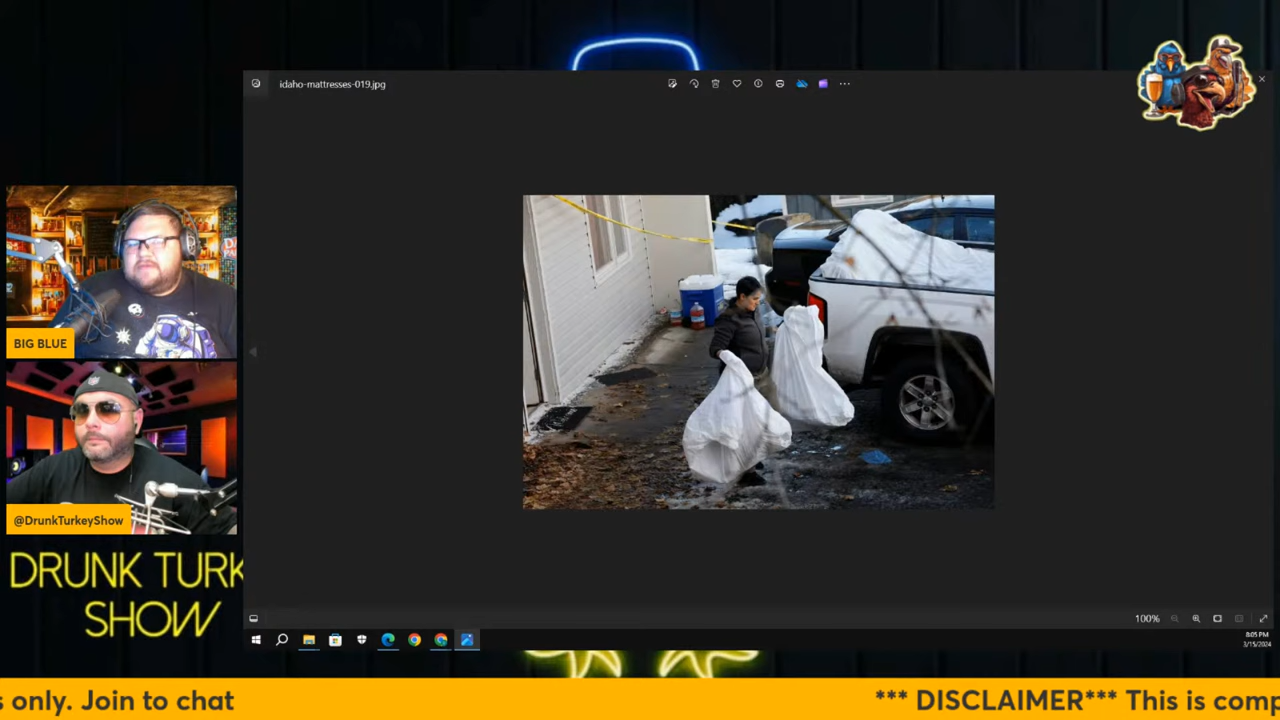 idaho-mattresses-019.jpg
BIG BLUE
@DrunkTurkeyShow
DRUNK TURK
SHOW
100%
8:05 PM
3/15/2024
s only. Join to chat
*** DISCLAIMER*** This is comp